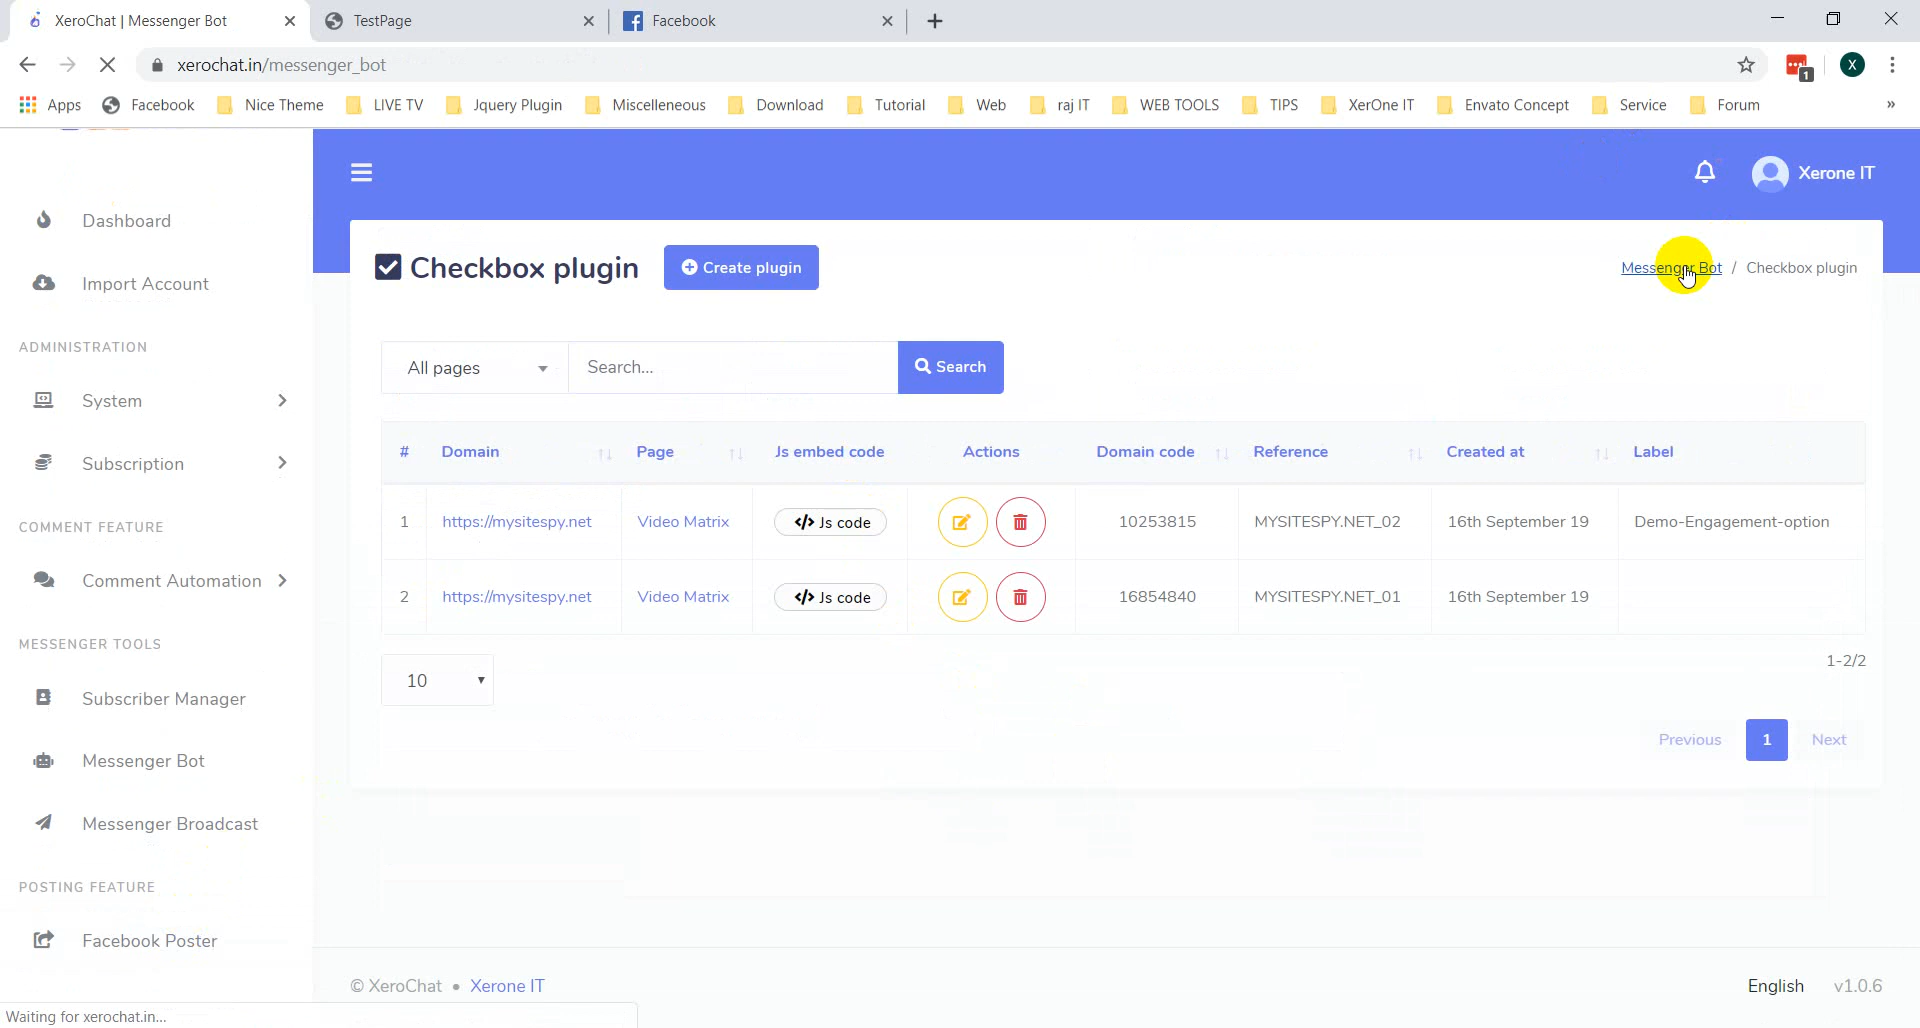 XeroChat | Messenger Bot
TestPage
Facebook
xerochat.in/messenger_bot
1
X
Apps
Facebook
Nice Theme
LIVE TV
Jquery Plugin
Miscelleneous
Download
Tutorial
Web
raj IT
WEB TOOLS
TIPS
XerOne IT
Envato Concept
Service
Forum
»
Xerone IT
Dashboard
Import Account
ADMINISTRATION
System
Subscription
COMMENT FEATURE
Comment Automation
MESSENGER TOOLS
Subscriber Manager
Messenger Bot
Messenger Broadcast
POSTING FEATURE
Facebook Poster
Checkbox plugin
Create plugin
Messenger Bot / Checkbox plugin
All pages
Search...
Search
# Domain Page Js embed code Actions Domain code Reference Created at Label
1 https://mysitespy.net Video Matrix </> Js code 10253815 MYSITESPY.NET_02 16th September 19 Demo-Engagement-option
2 https://mysitespy.net Video Matrix </> Js code 16854840 MYSITESPY.NET_01 16th September 19
10
1-2/2
Previous 1 Next
© XeroChat • Xerone IT
English v1.0.6
Waiting for xerochat.in...